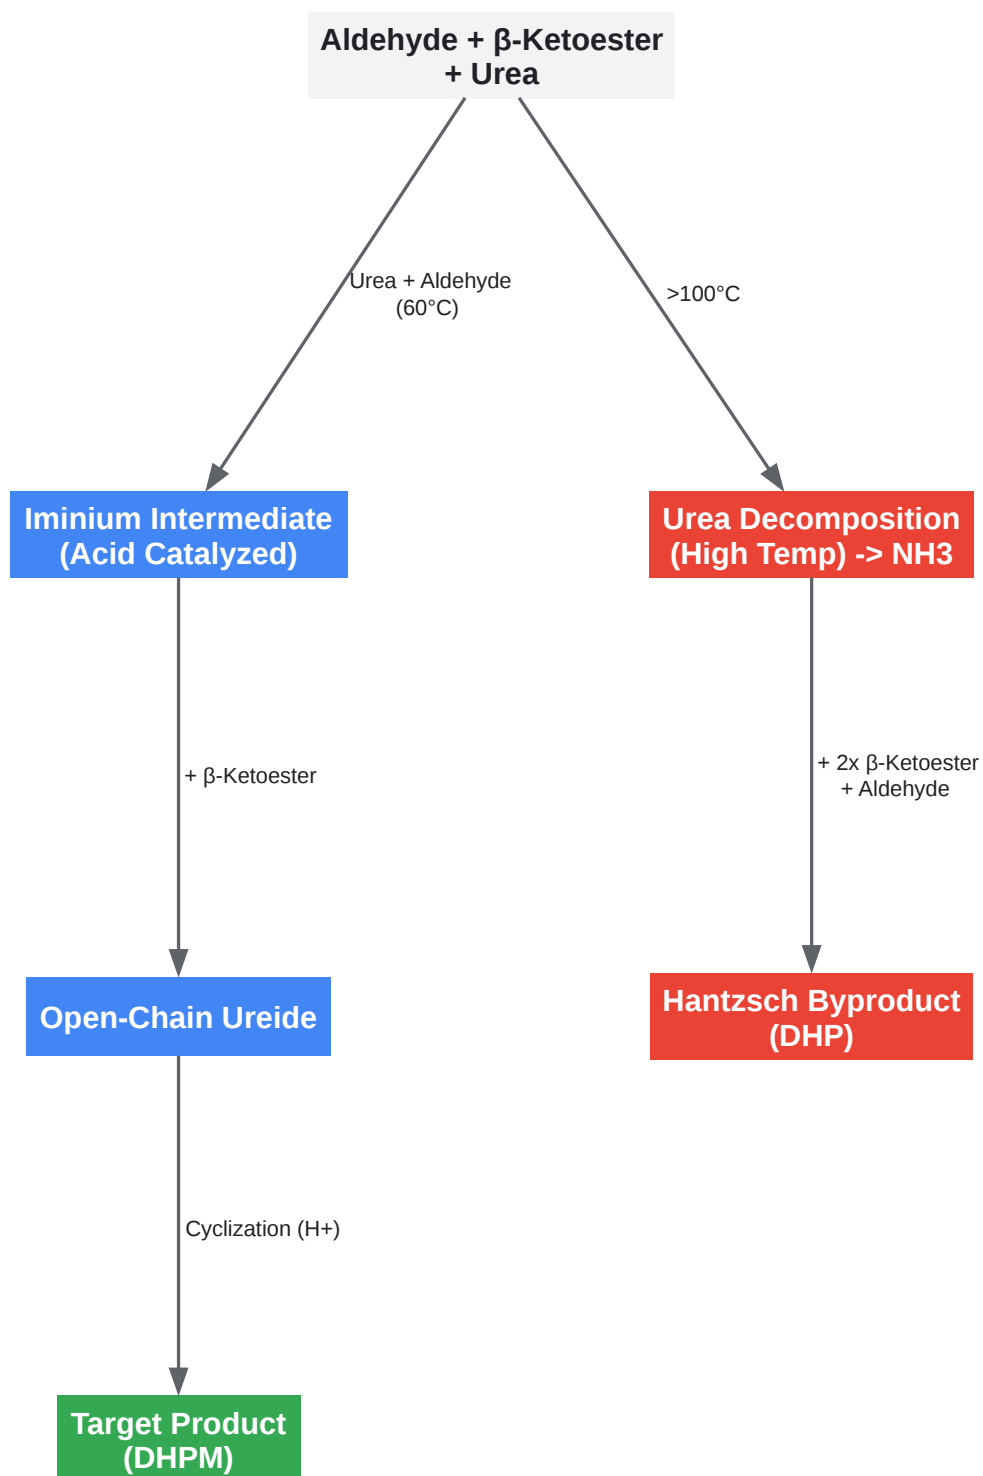 Aldehyde + β-Ketoester
+ Urea
Urea + Aldehyde
(60°C)
>100°C
Iminium Intermediate
(Acid Catalyzed)
Urea Decomposition
(High Temp) -> NH3
+ β-Ketoester
+ 2x β-Ketoester
+ Aldehyde
Open-Chain Ureide
Hantzsch Byproduct
(DHP)
Cyclization (H+)
Target Product
(DHPM)